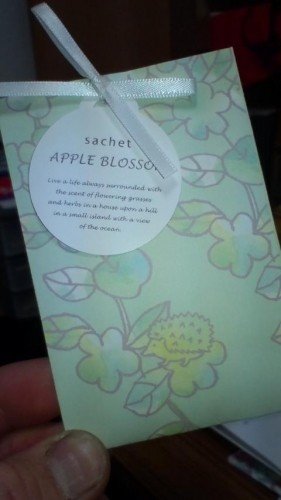 sachet
APPLE BLOSSO
Live a life always surrounded with
the scent of flowering grasses
and herbs in a house upon a hill
in a small island with a view
of the ocean.